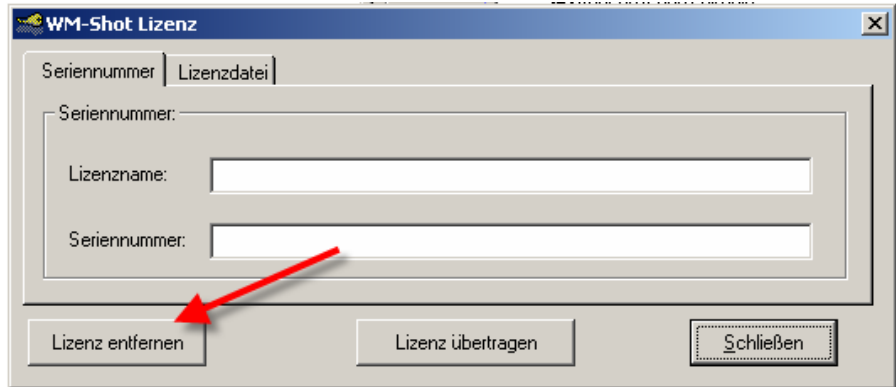 WM-Shot Lizenz
Seriennummer Lizenzdatei
Seriennummer:
Lizenzname:
Seriennummer:
Lizenz entfernen Lizenz übertragen Schließen